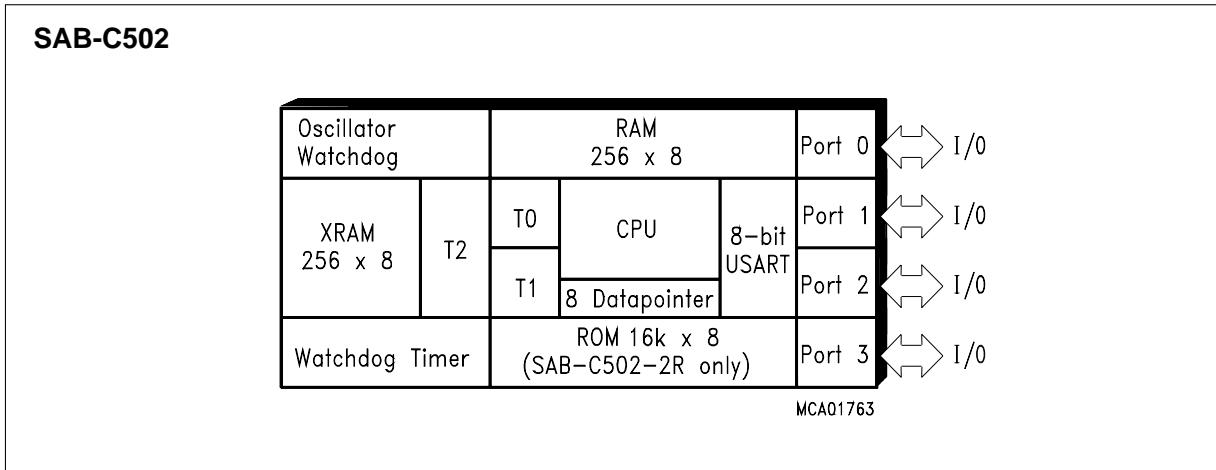 SAB-C502
Oscillator
Watchdog
RAM
256 x 8
Port 0
I/0
XRAM
256 x 8
T2
T0
T1
CPU
8 Datapointer
8-bit
USART
Port 1
I/0
Port 2
I/0
Watchdog Timer
ROM 16k x 8
(SAB-C502-2R only)
Port 3
I/0
MCA01763